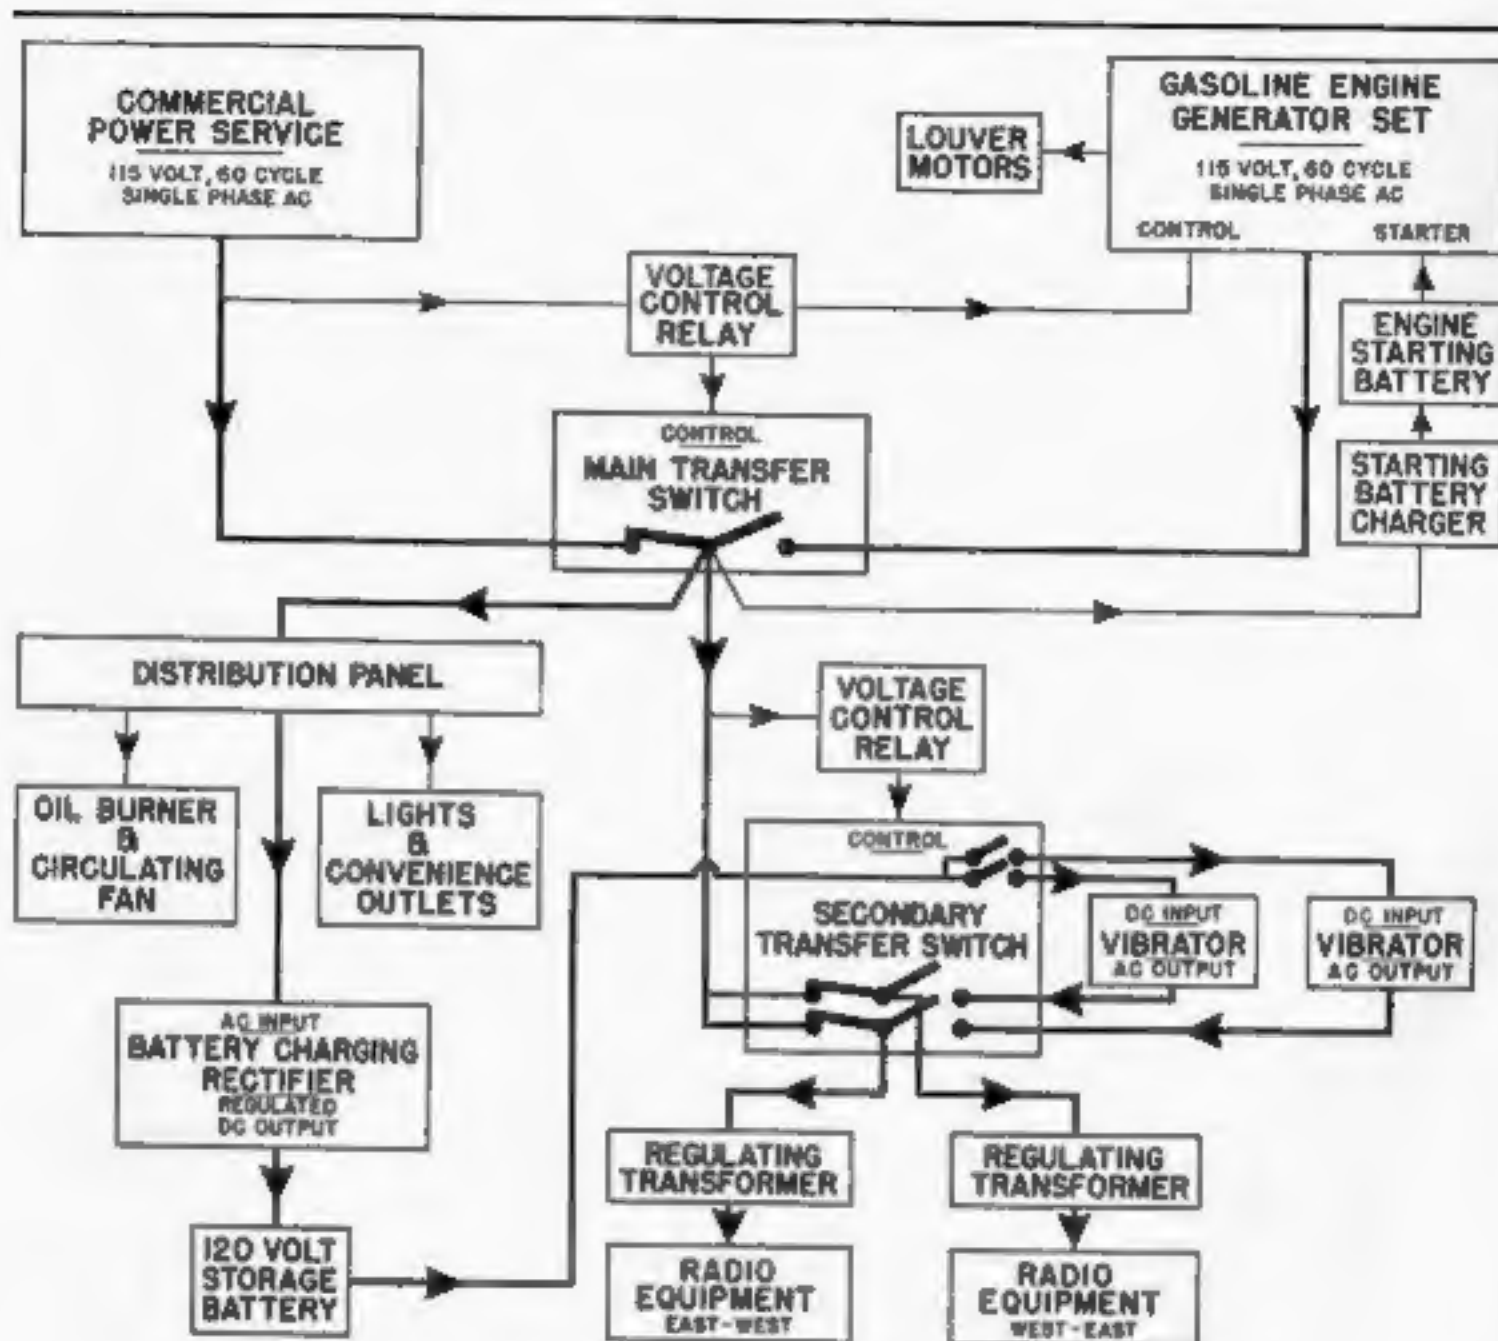 COMMERCIAL
POWER SERVICE
115 VOLT, 60 CYCLE
SINGLE PHASE AC
LOUVER
MOTORS
GASOLINE ENGINE
GENERATOR SET
115 VOLT, 60 CYCLE
SINGLE PHASE AC
CONTROL STARTER
VOLTAGE
CONTROL
RELAY
ENGINE
STARTING
BATTERY
CONTROL
MAIN TRANSFER
SWITCH
STARTING
BATTERY
CHARGER
DISTRIBUTION PANEL
VOLTAGE
CONTROL
RELAY
OIL BURNER
&
CIRCULATING
FAN
LIGHTS
&
CONVENIENCE
OUTLETS
CONTROL
SECONDARY
TRANSFER SWITCH
DC INPUT
VIBRATOR
AC OUTPUT
DC INPUT
VIBRATOR
AC OUTPUT
AC INPUT
BATTERY CHARGING
RECTIFIER
REGULATED
DC OUTPUT
REGULATING
TRANSFORMER
REGULATING
TRANSFORMER
120 VOLT
STORAGE
BATTERY
RADIO
EQUIPMENT
EAST-WEST
RADIO
EQUIPMENT
WEST-EAST